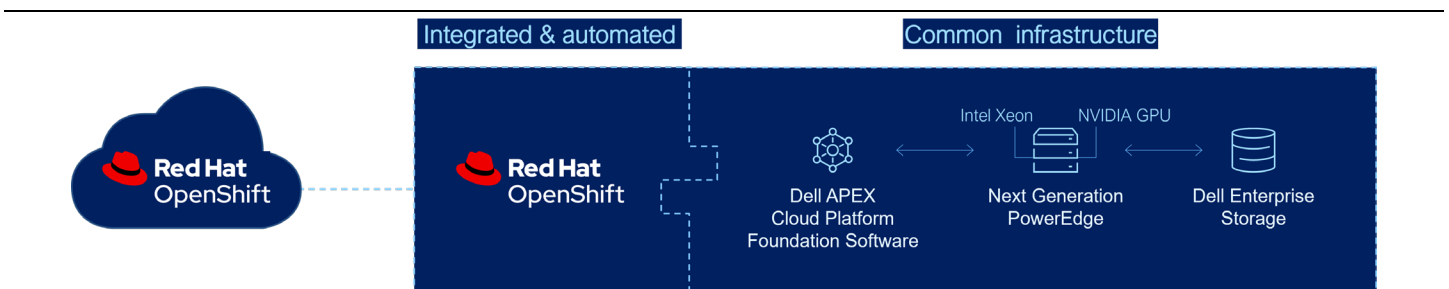 Integrated & automated
Common infrastructure
Red Hat
OpenShift
Red Hat
OpenShift
Intel Xeon
NVIDIA GPU
Dell APEX
Cloud Platform
Foundation Software
Next Generation
PowerEdge
Dell Enterprise
Storage